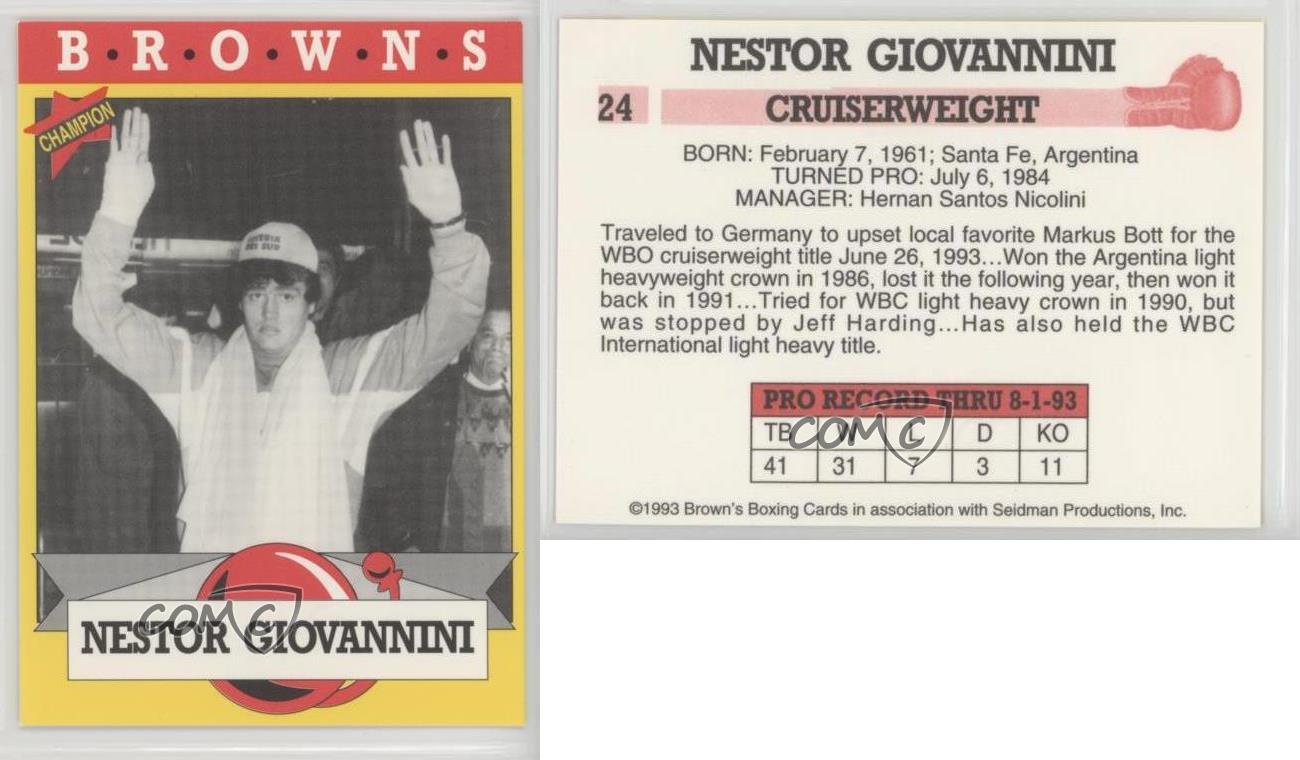 B·R·O·W·N·S
CHAMPION
DEL SUD
COMC
NESTOR GIOVANNINI
NESTOR GIOVANNINI
24
CRUISERWEIGHT
BORN: February 7, 1961; Santa Fe, Argentina
TURNED PRO: July 6, 1984
MANAGER: Hernan Santos Nicolini
Traveled to Germany to upset local favorite Markus Bott for the
WBO cruiserweight title June 26, 1993...Won the Argentina light
heavyweight crown in 1986, lost it the following year, then won it
back in 1991...Tried for WBC light heavy crown in 1990, but
was stopped by Jeff Harding...Has also held the WBC
International light heavy title.
PRO RECORD THRU 8-1-93
TB W L D KO
COMC
41 31 7 3 11
©1993 Brown's Boxing Cards in association with Seidman Productions, Inc.